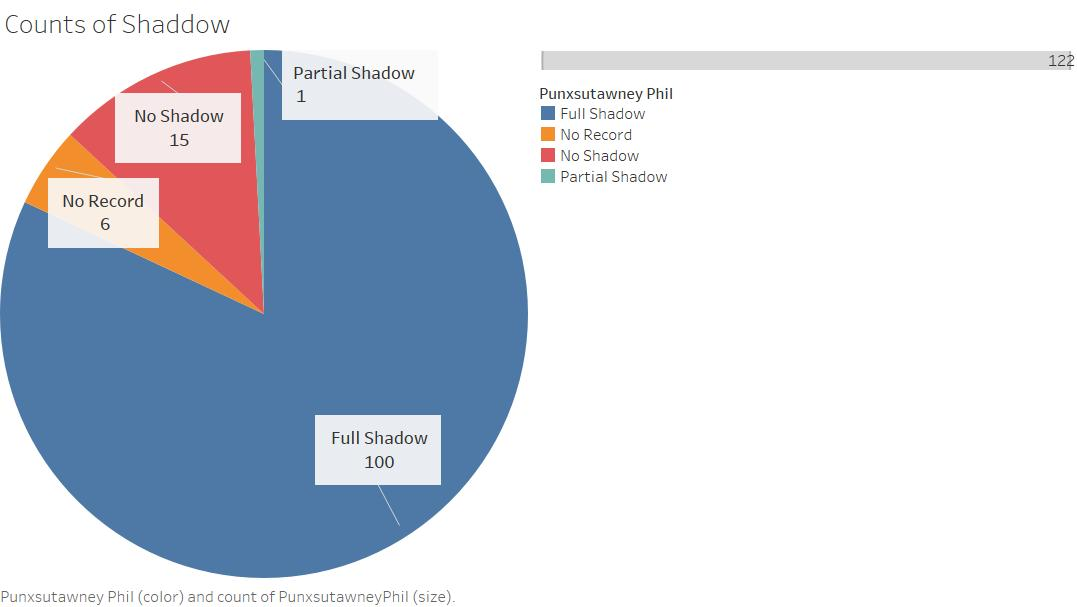 Counts of Shaddow
Partial Shadow
1
No Shadow
15
No Record
6
Full Shadow
100
122
Punxsutawney Phil
Full Shadow
No Record
No Shadow
Partial Shadow
Punxsutawney Phil (color) and count of PunxsutawneyPhil (size).